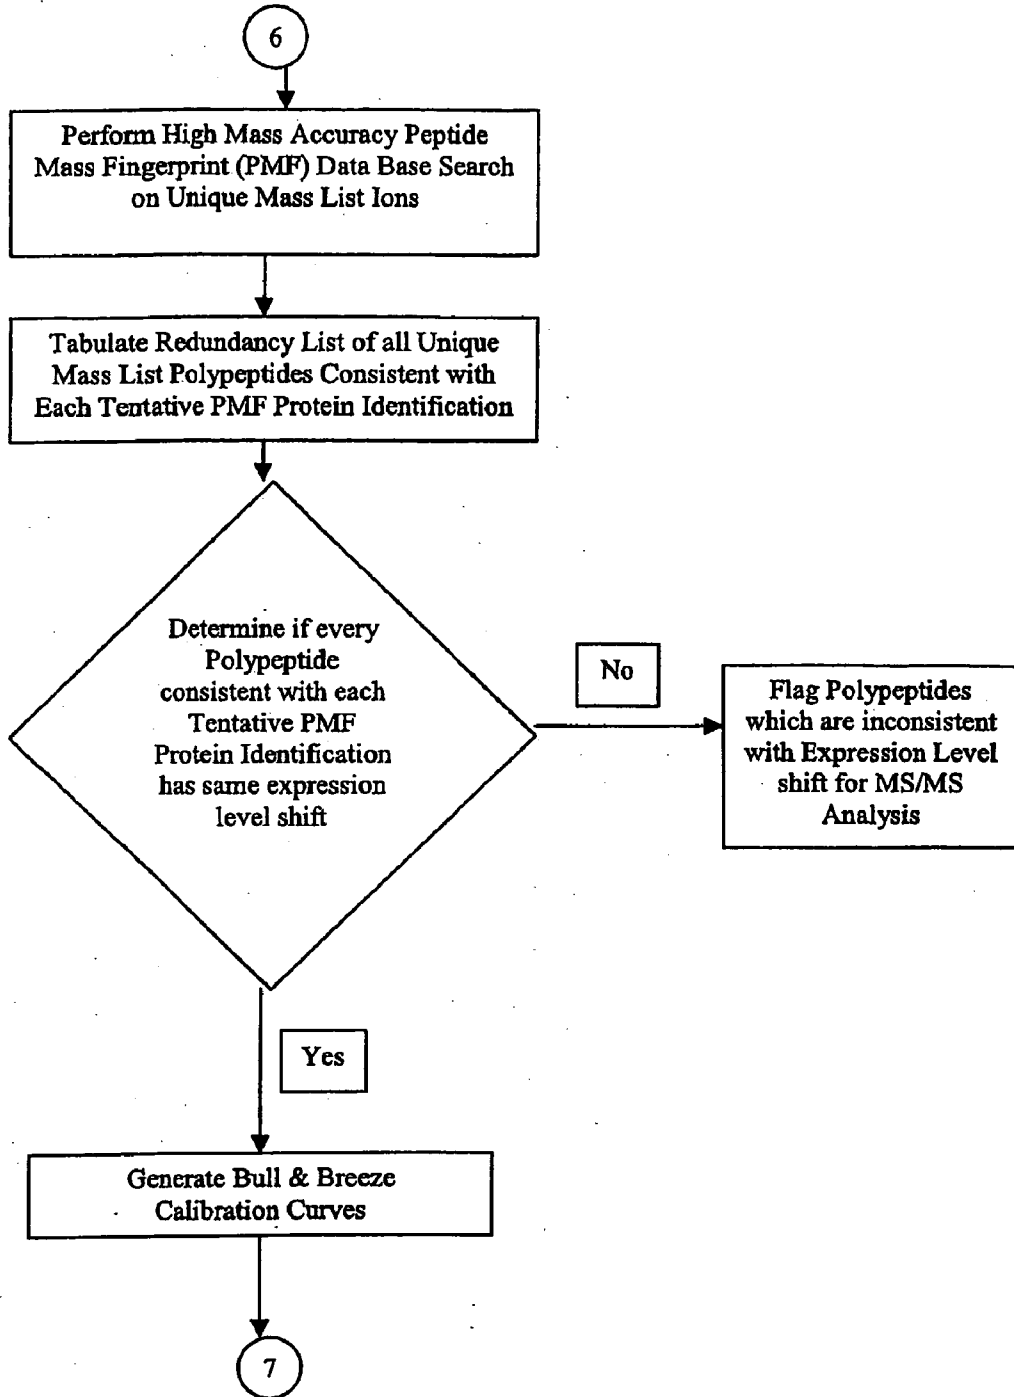 6
Perform High Mass Accuracy Peptide
Mass Fingerprint (PMF) Data Base Search
on Unique Mass List Ions
Tabulate Redundancy List of all Unique
Mass List Polypeptides Consistent with
Each Tentative PMF Protein Identification
Determine if every
Polypeptide
consistent with each
Tentative PMF
Protein Identification
has same expression
level shift
No
Flag Polypeptides
which are inconsistent
with Expression Level
shift for MS/MS
Analysis
Yes
Generate Bull & Breeze
Calibration Curves
7